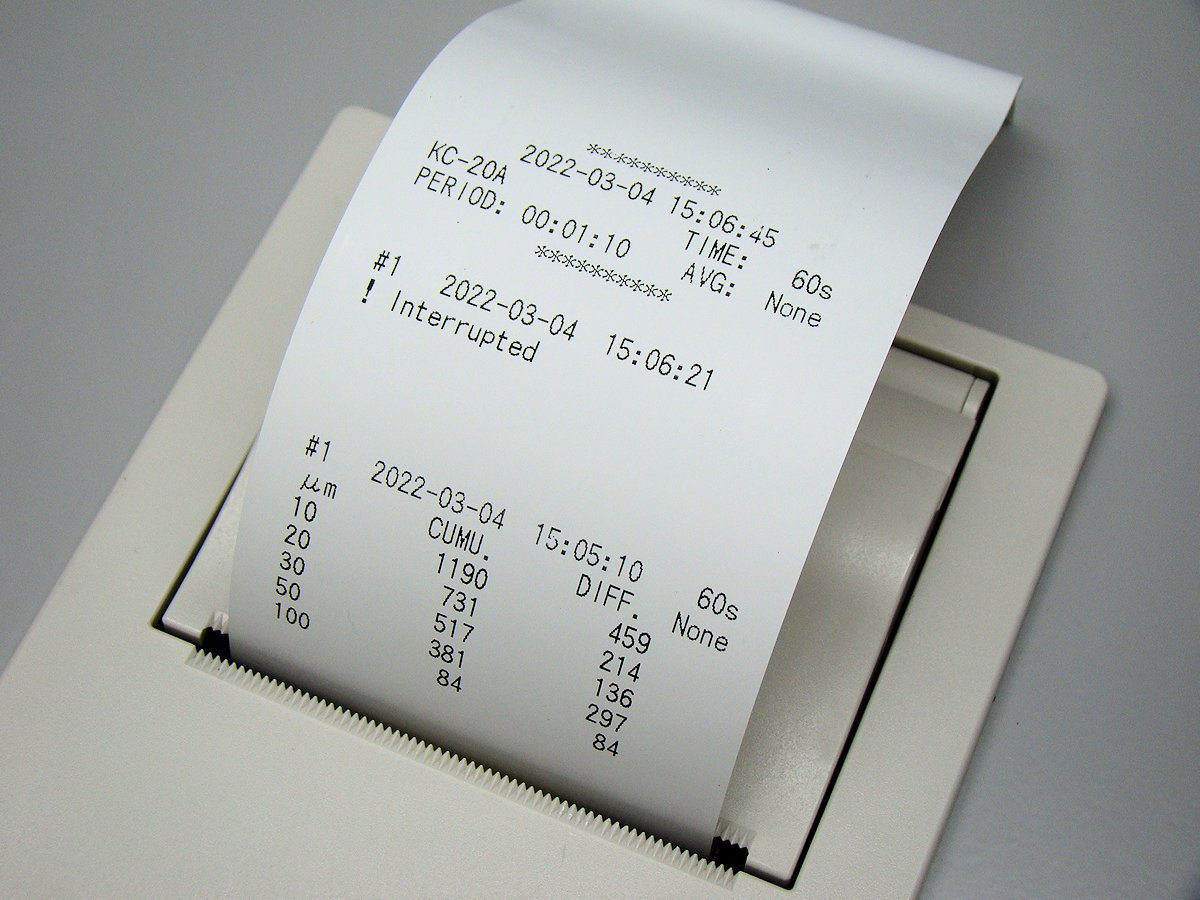 **********
2022-03-04 15:06:45
KC-20A TIME: 60s
PERIOD: 00:01:10 AVG: None
**********
#1 2022-03-04 15:06:21
! Interrupted
#1 2022-03-04 15:05:10 60s
μm CUMU. DIFF. None
10 1190 459
20 731 214
30 517 136
50 381 297
100 84 84